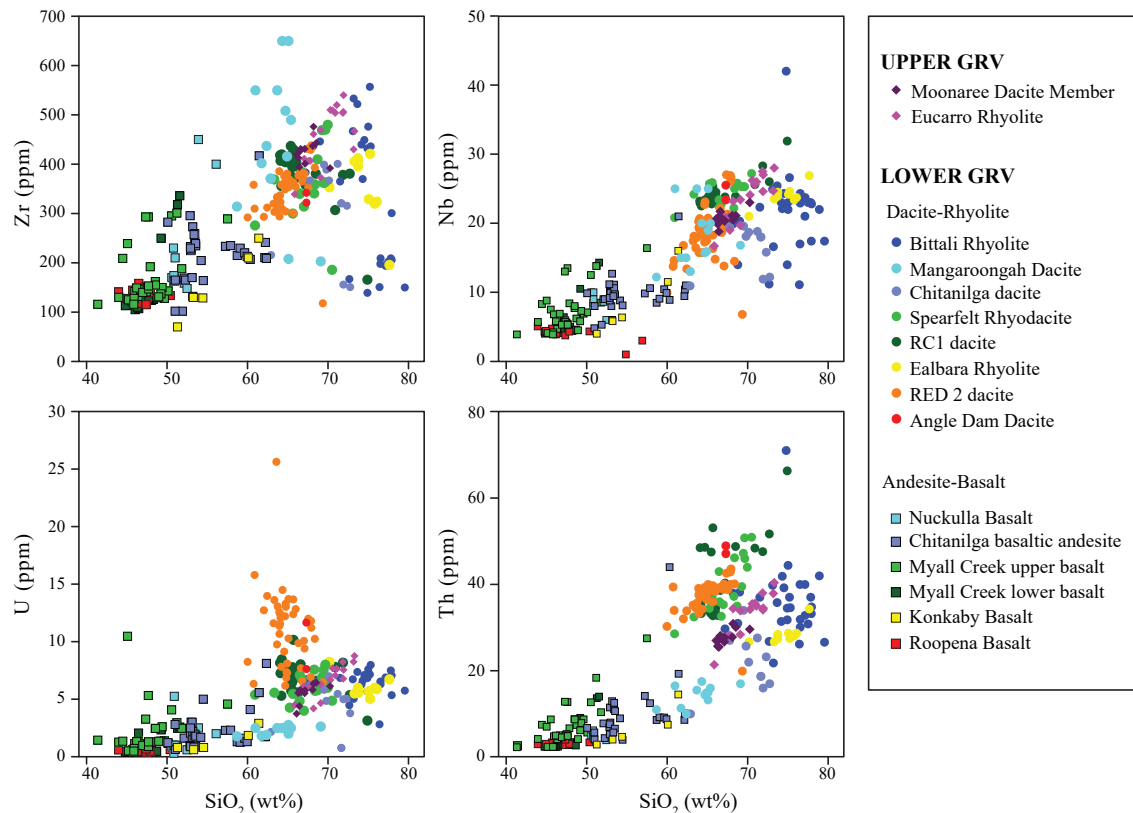 700
600
500
400
300
200
100
0
Zr (ppm)
40
50
60
70
80
50
40
30
20
10
0
Nb (ppm)
40
50
60
70
80
30
25
20
15
10
5
0
U (ppm)
40
50
60
70
80
SiO₂ (wt%)
80
60
40
20
0
Th (ppm)
40
50
60
70
80
SiO₂ (wt%)
UPPER GRV
Moonaree Dacite Member
Eucarro Rhyolite
LOWER GRV
Dacite-Rhyolite
Bittali Rhyolite
Mangaroongah Dacite
Chitanilga dacite
Spearfelt Rhyodacite
RC1 dacite
Ealbara Rhyolite
RED 2 dacite
Angle Dam Dacite
Andesite-Basalt
Nuckulla Basalt
Chitanilga basaltic andesite
Myall Creek upper basalt
Myall Creek lower basalt
Konkaby Basalt
Roopena Basalt